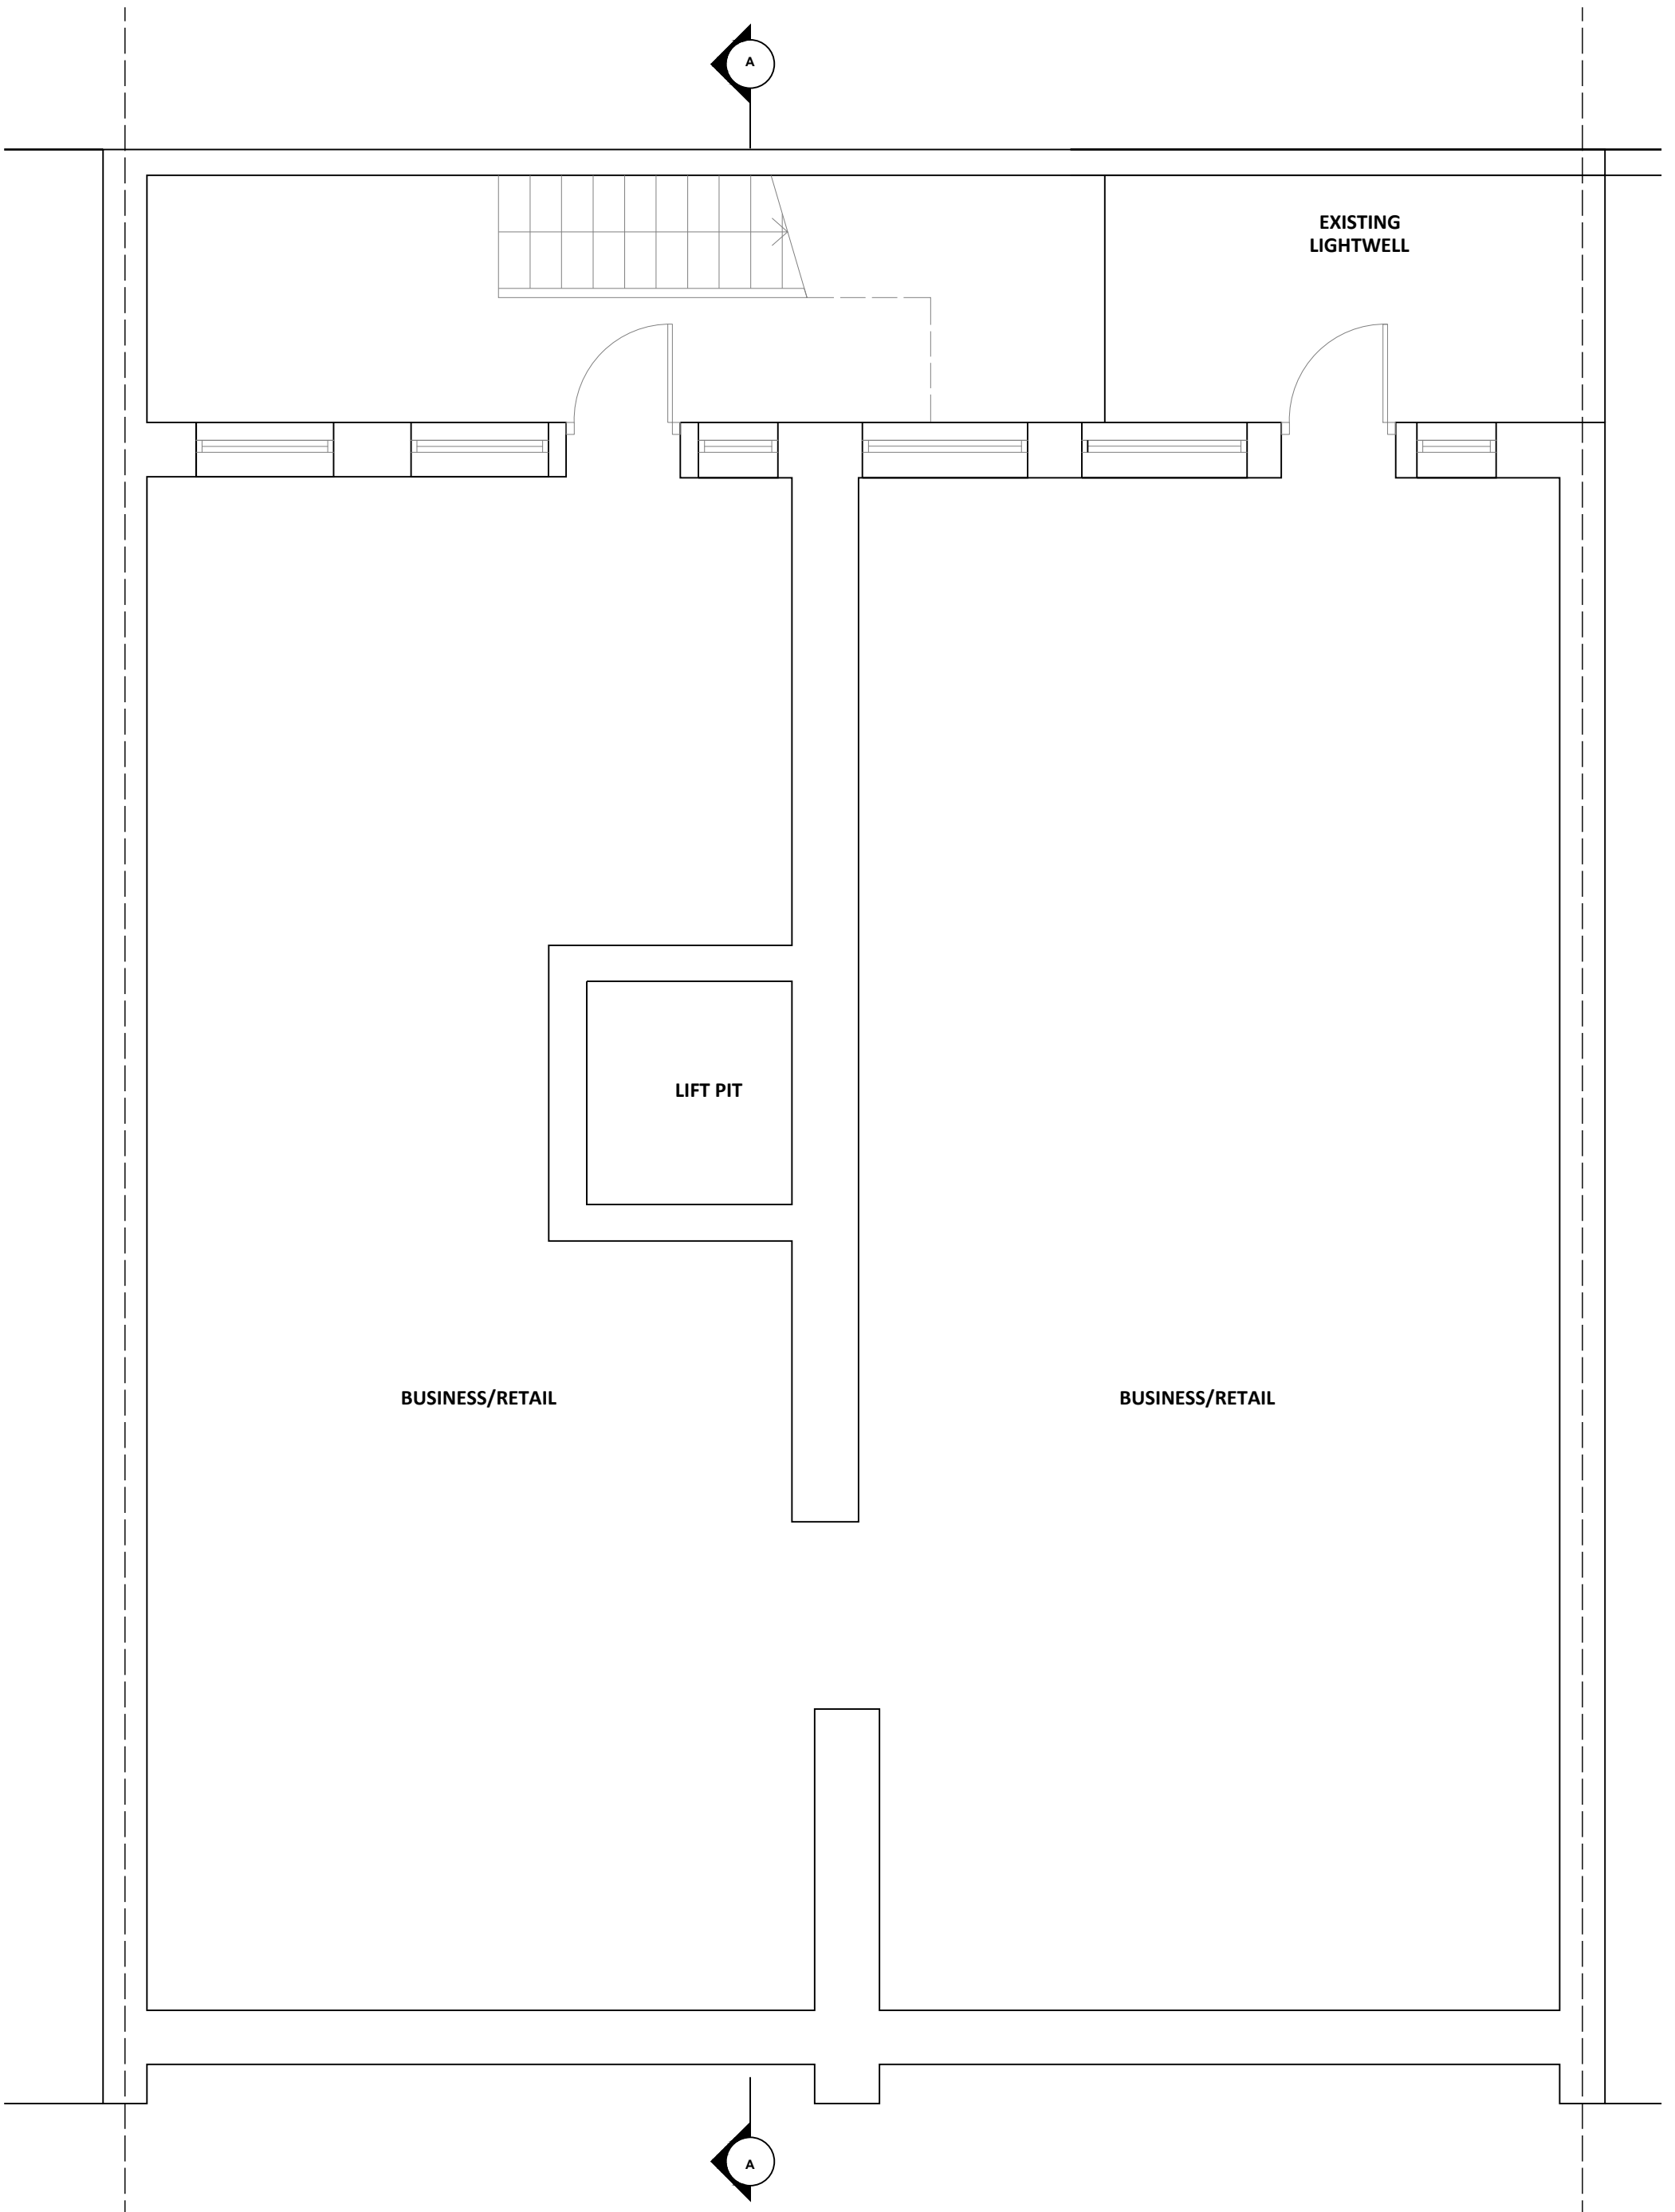 A
EXISTING
LIGHTWELL
LIFT PIT
BUSINESS/RETAIL
BUSINESS/RETAIL
A